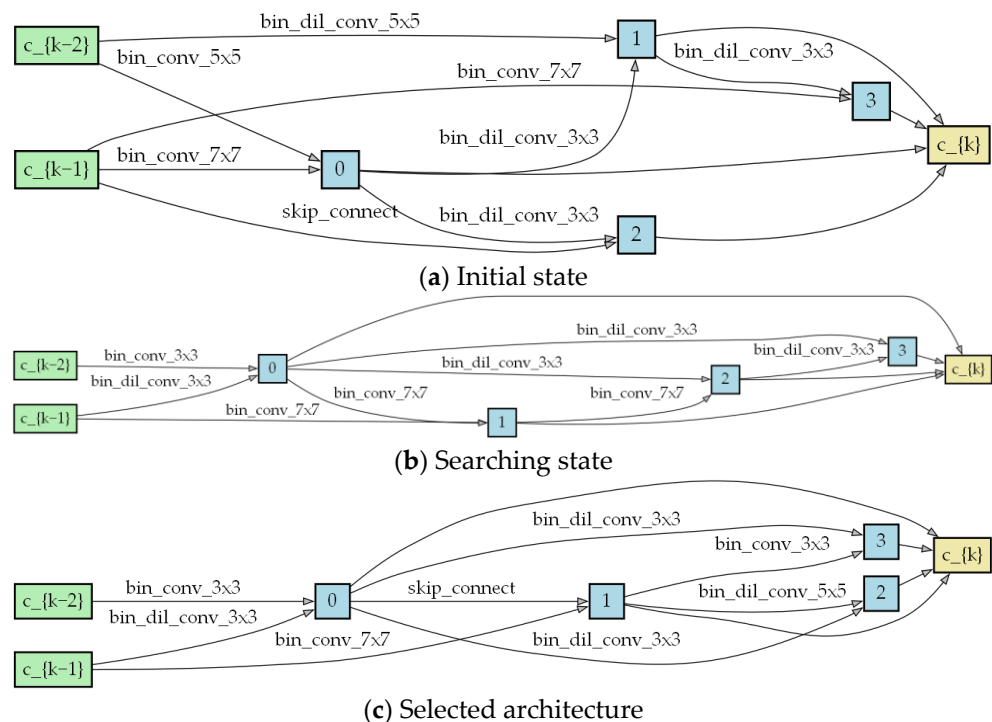 bin_dil_conv_5x5
c_{k−2}
1
bin_conv_5x5
bin_dil_conv_3x3
bin_conv_7x7
3
bin_dil_conv_3x3
c_{k}
c_{k−1}
bin_conv_7x7
0
skip_connect
bin_dil_conv_3x3
2
(a) Initial state
bin_dil_conv_3x3
bin_conv_3x3
3
c_{k−2}
0
bin_dil_conv_3x3
bin_dil_conv_3x3
c_{k}
bin_dil_conv_3x3
2
bin_conv_7x7
bin_conv_7x7
c_{k−1}
bin_conv_7x7
1
(b) Searching state
bin_dil_conv_3x3
bin_conv_3x3
3
c_{k}
bin_conv_3x3
skip_connect
bin_dil_conv_5x5
c_{k−2}
0
1
2
bin_dil_conv_3x3
bin_conv_7x7
bin_dil_conv_3x3
c_{k−1}
(c) Selected architecture